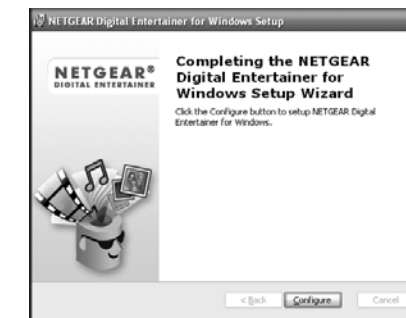 NETGEAR Digital Entertainer for Windows Setup
NETGEAR®
DIGITAL ENTERTAINER
Completing the NETGEAR
Digital Entertainer for
Windows Setup Wizard
Click the Configure button to setup NETGEAR Digital
Entertainer for Windows.
< Back
Configure
Cancel